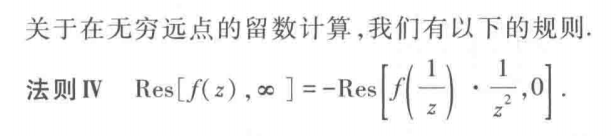 关于在无穷远点的留数计算,我们有以下的规则.
法则Ⅳ Res[f(z),∞]=-Res[f(1/z)·1/z²,0].